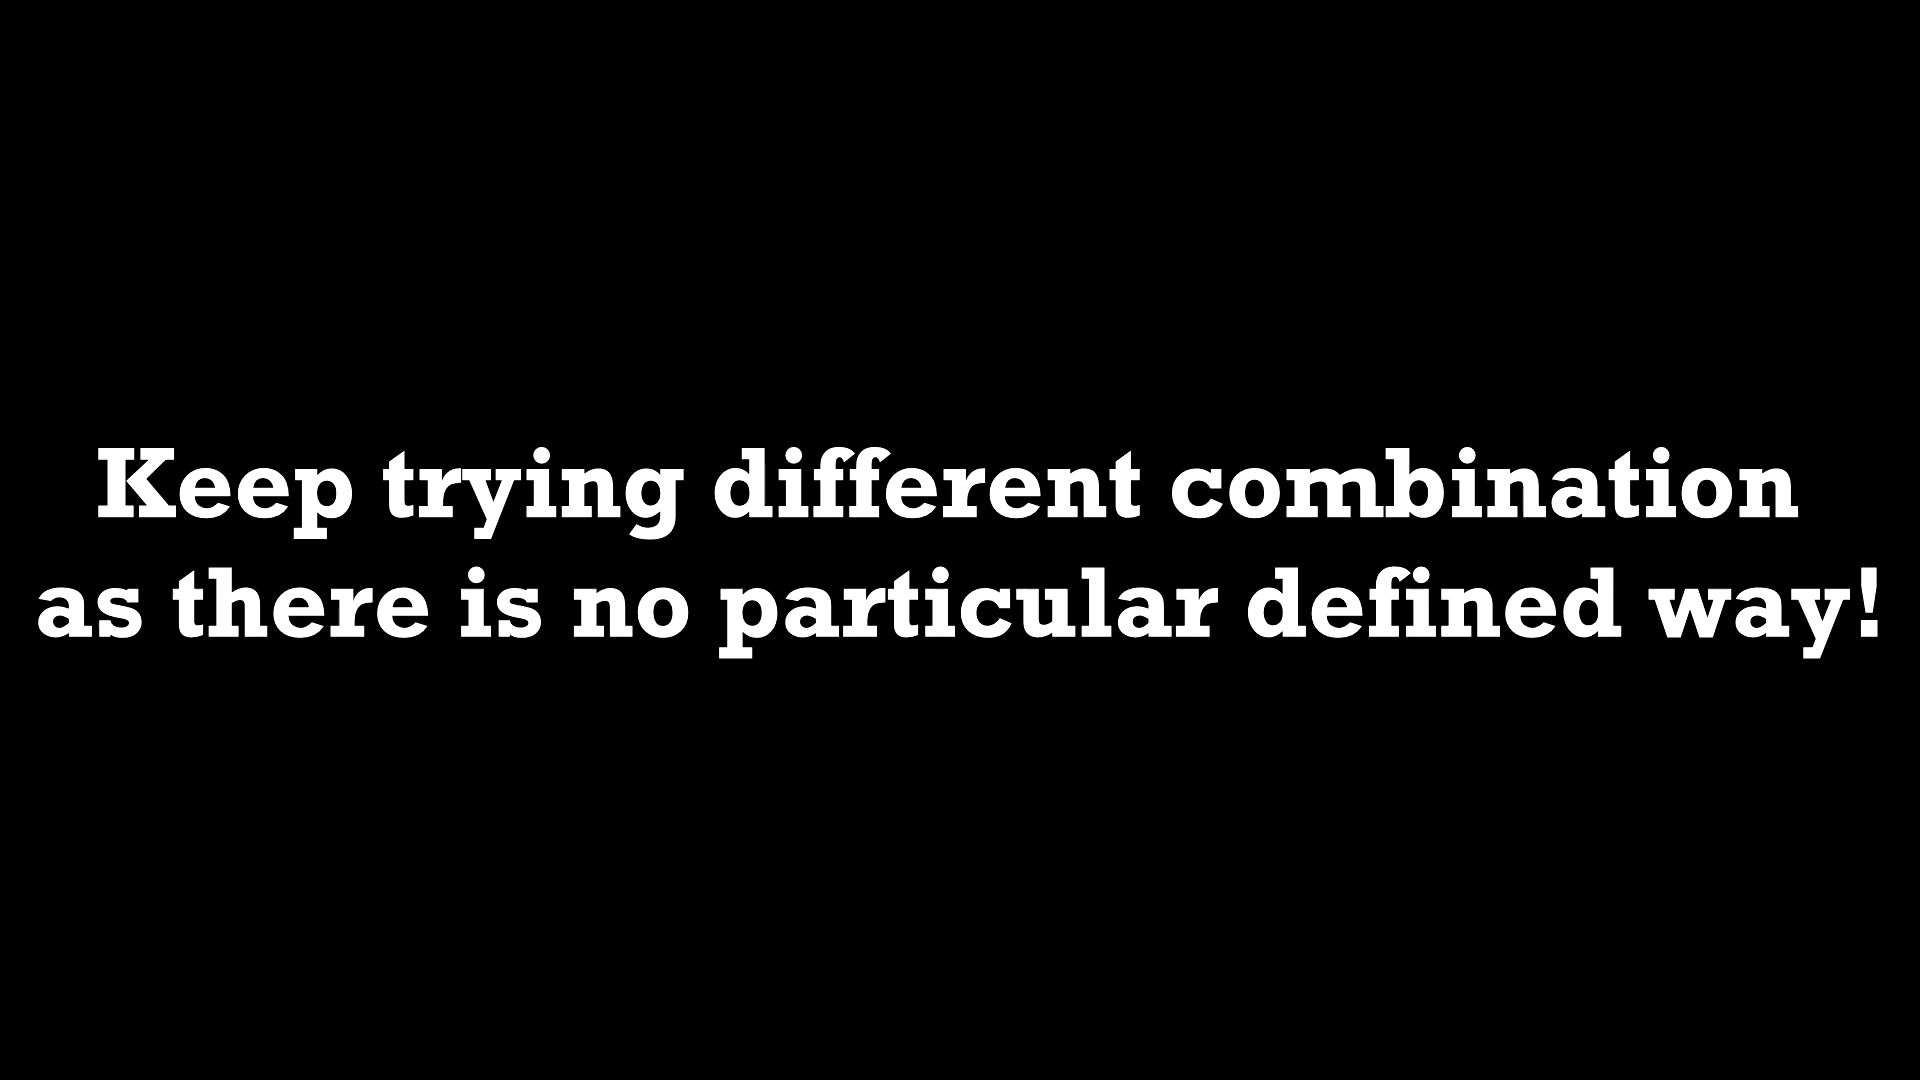 Keep trying different combination
as there is no particular defined way!